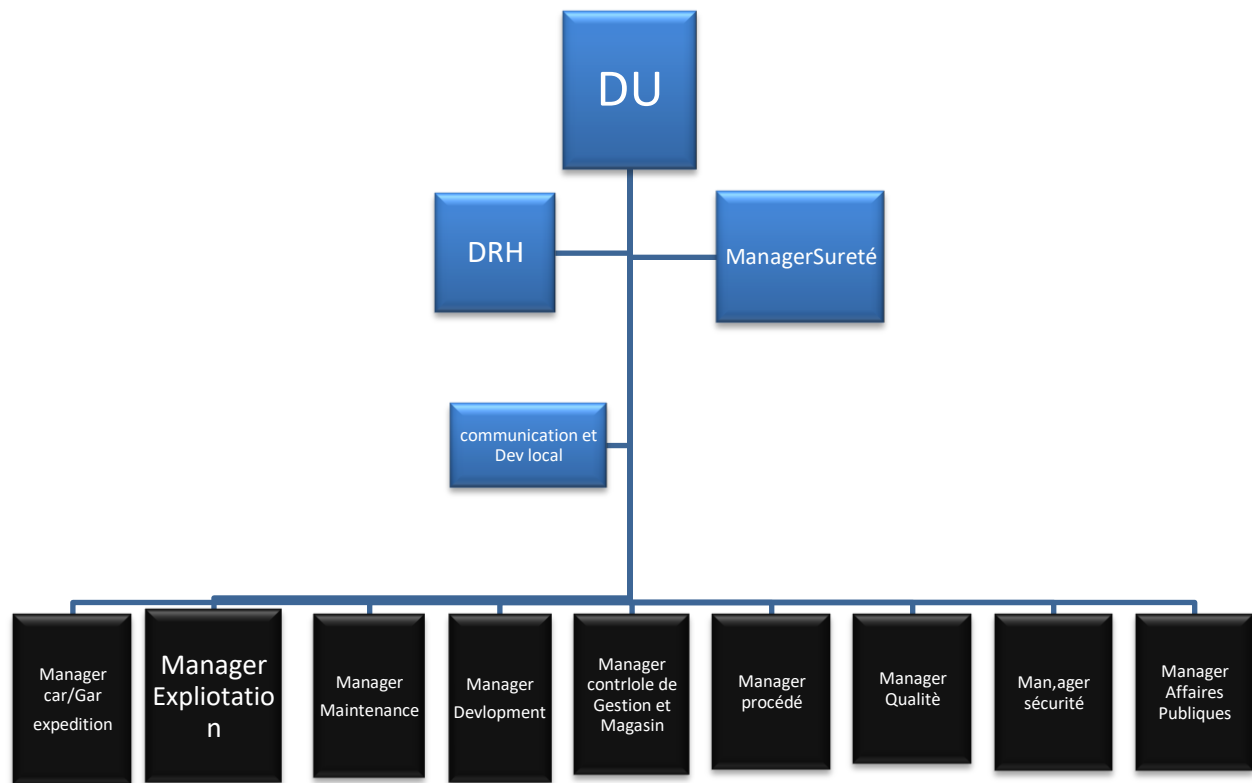 DU
DRH
ManagerSureté
communication et
Dev local
Manager
car/Gar
expedition
Manager
Expliotatio
n
Manager
Maintenance
Manager
Devlopment
Manager
contrlole de
Gestion et
Magasin
Manager
procédé
Manager
Qualitè
Man,ager
sécurité
Manager
Affaires
Publiques